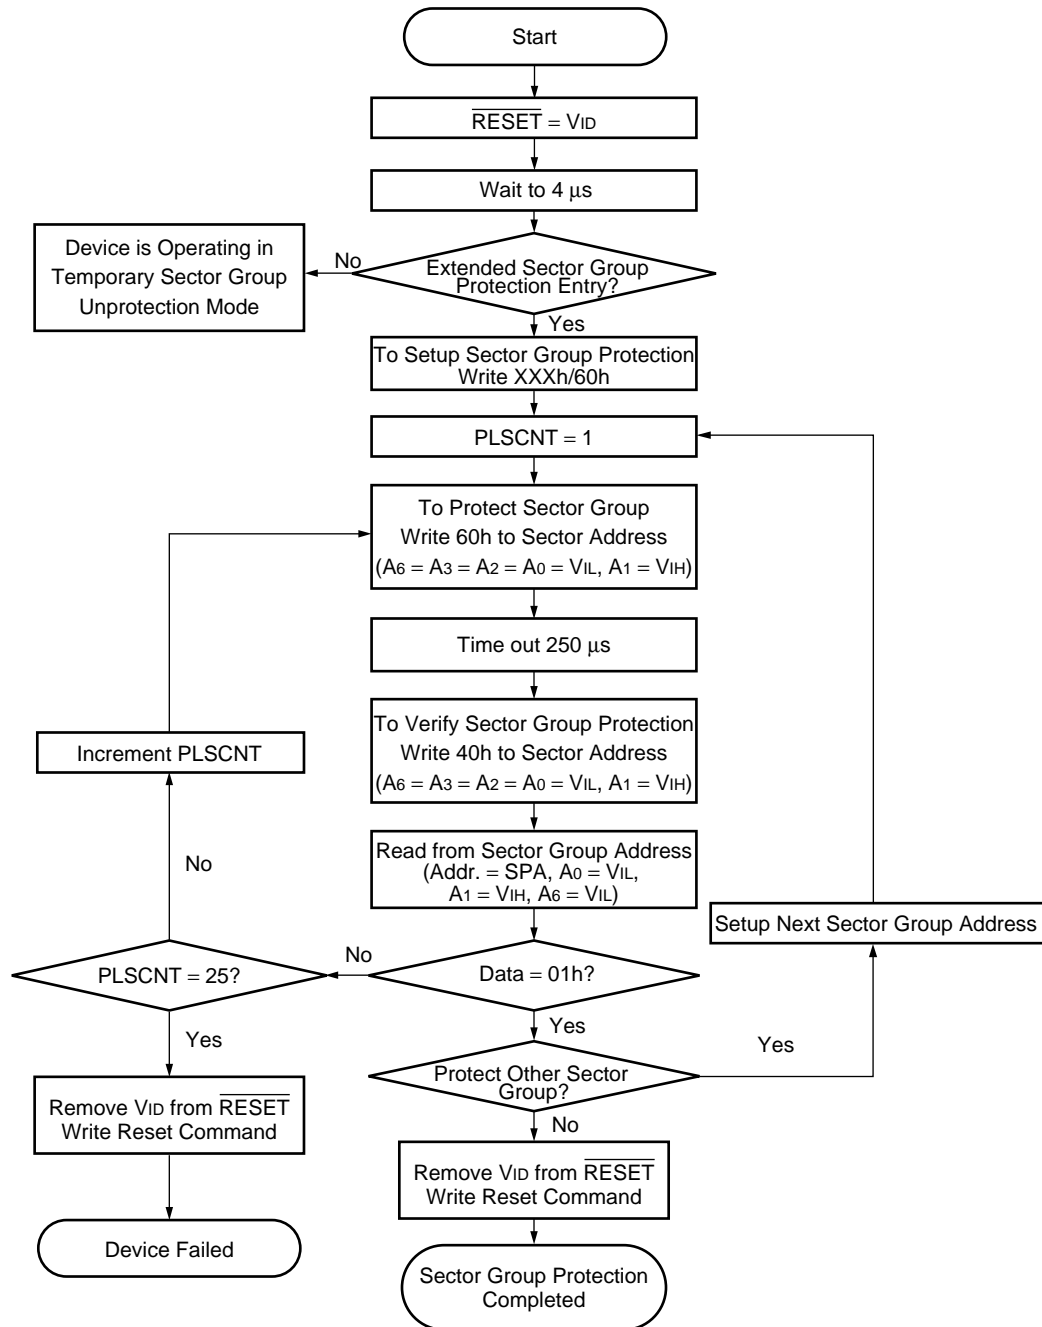 Start
RESET = VID
Wait to 4 μs
Device is Operating in
Temporary Sector Group
Unprotection Mode
No
Extended Sector Group
Protection Entry?
Yes
To Setup Sector Group Protection
Write XXXh/60h
PLSCNT = 1
To Protect Sector Group
Write 60h to Sector Address
(A6 = A3 = A2 = A0 = VIL, A1 = VIH)
Time out 250 μs
To Verify Sector Group Protection
Write 40h to Sector Address
(A6 = A3 = A2 = A0 = VIL, A1 = VIH)
Increment PLSCNT
Read from Sector Group Address
(Addr. = SPA, A0 = VIL,
A1 = VIH, A6 = VIL)
No
Setup Next Sector Group Address
PLSCNT = 25?
No
Data = 01h?
Yes
Yes
Yes
Protect Other Sector
Group?
No
Remove VID from RESET
Write Reset Command
Remove VID from RESET
Write Reset Command
Device Failed
Sector Group Protection
Completed